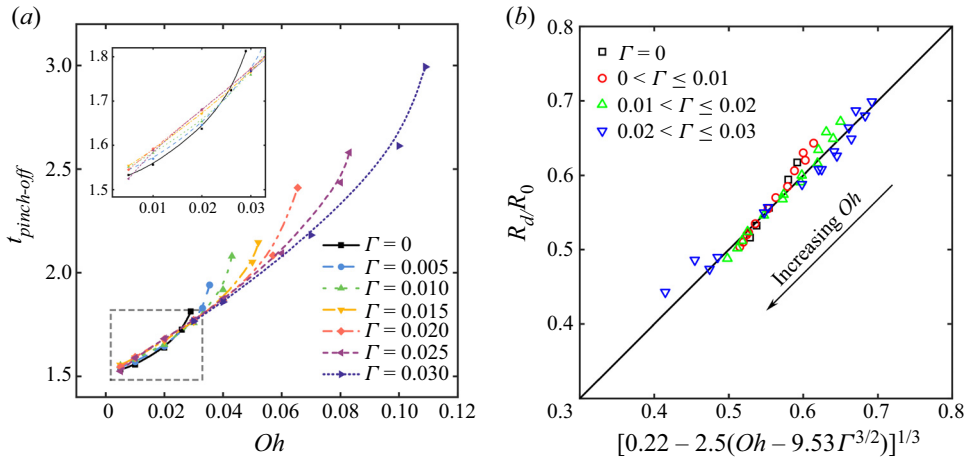 (a)
t_pinch-off
3.0
2.5
2.0
1.5
1.8
1.7
1.6
1.5
0.01
0.02
0.03
Γ = 0
Γ = 0.005
Γ = 0.010
Γ = 0.015
Γ = 0.020
Γ = 0.025
Γ = 0.030
0 0.02 0.04 0.06 0.08 0.10 0.12
Oh
(b)
R_d/R_0
0.8
0.7
0.6
0.5
0.4
0.3
Γ = 0
0 < Γ ≤ 0.01
0.01 < Γ ≤ 0.02
0.02 < Γ ≤ 0.03
Increasing Oh
0.3 0.4 0.5 0.6 0.7 0.8
[0.22 – 2.5(Oh – 9.53Γ^{3/2})]^{1/3}